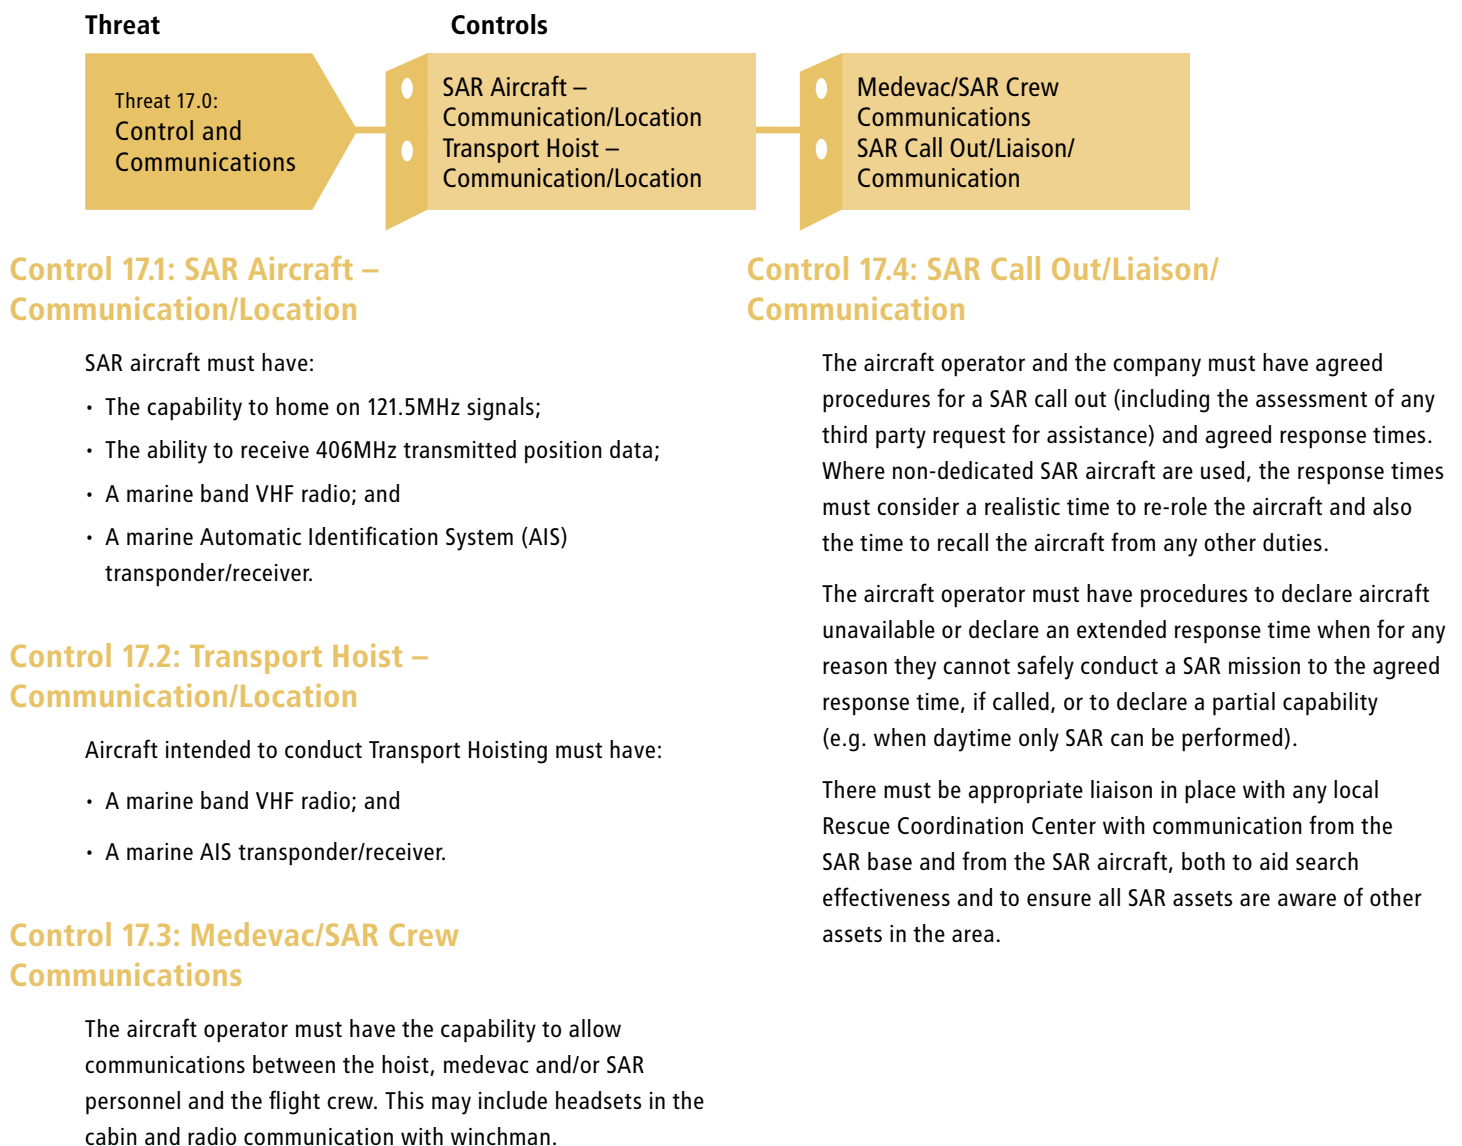 Threat
Controls
Threat 17.0:
Control and
Communications
SAR Aircraft –
Communication/Location
Transport Hoist –
Communication/Location
Medevac/SAR Crew
Communications
SAR Call Out/Liaison/
Communication
Control 17.1: SAR Aircraft –
Communication/Location
SAR aircraft must have:
• The capability to home on 121.5MHz signals;
• The ability to receive 406MHz transmitted position data;
• A marine band VHF radio; and
• A marine Automatic Identification System (AIS)
transponder/receiver.
Control 17.2: Transport Hoist –
Communication/Location
Aircraft intended to conduct Transport Hoisting must have:
• A marine band VHF radio; and
• A marine AIS transponder/receiver.
Control 17.3: Medevac/SAR Crew
Communications
The aircraft operator must have the capability to allow
communications between the hoist, medevac and/or SAR
personnel and the flight crew. This may include headsets in the
cabin and radio communication with winchman.
Control 17.4: SAR Call Out/Liaison/
Communication
The aircraft operator and the company must have agreed
procedures for a SAR call out (including the assessment of any
third party request for assistance) and agreed response times.
Where non-dedicated SAR aircraft are used, the response times
must consider a realistic time to re-role the aircraft and also
the time to recall the aircraft from any other duties.
The aircraft operator must have procedures to declare aircraft
unavailable or declare an extended response time when for any
reason they cannot safely conduct a SAR mission to the agreed
response time, if called, or to declare a partial capability
(e.g. when daytime only SAR can be performed).
There must be appropriate liaison in place with any local
Rescue Coordination Center with communication from the
SAR base and from the SAR aircraft, both to aid search
effectiveness and to ensure all SAR assets are aware of other
assets in the area.